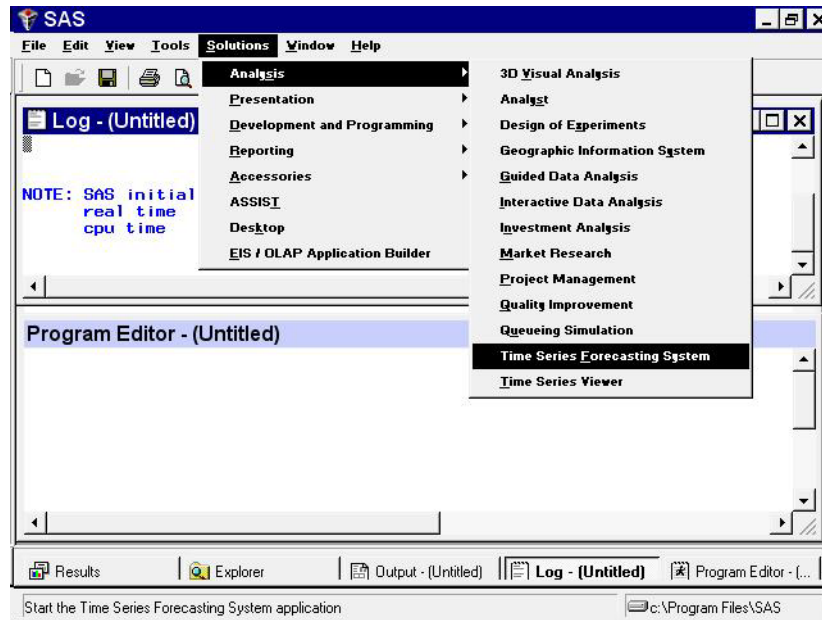 SAS
File Edit View Tools Solutions Window Help
Analysis
Presentation
Development and Programming
Reporting
Accessories
ASSIST
Desktop
EIS / OLAP Application Builder
3D Visual Analysis
Analyst
Design of Experiments
Geographic Information System
Guided Data Analysis
Interactive Data Analysis
Investment Analysis
Market Research
Project Management
Quality Improvement
Queueing Simulation
Time Series Forecasting System
Time Series Viewer
Log - (Untitled)
NOTE: SAS initial
real time
cpu time
Program Editor - (Untitled)
Results Explorer Output - (Untitled) Log - (Untitled) Program Editor - (...
Start the Time Series Forecasting System application c:\Program Files\SAS